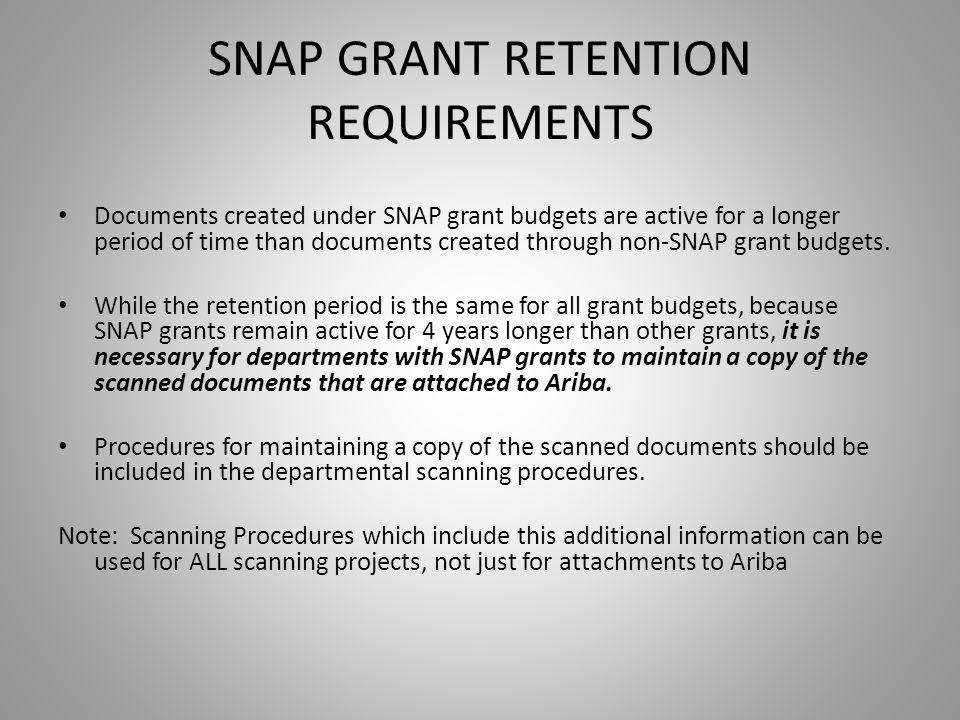 SNAP GRANT RETENTION
REQUIREMENTS
• Documents created under SNAP grant budgets are active for a longer
period of time than documents created through non-SNAP grant budgets.
• While the retention period is the same for all grant budgets, because
SNAP grants remain active for 4 years longer than other grants, it is
necessary for departments with SNAP grants to maintain a copy of the
scanned documents that are attached to Ariba.
• Procedures for maintaining a copy of the scanned documents should be
included in the departmental scanning procedures.
Note:  Scanning Procedures which include this additional information can be
used for ALL scanning projects, not just for attachments to Ariba